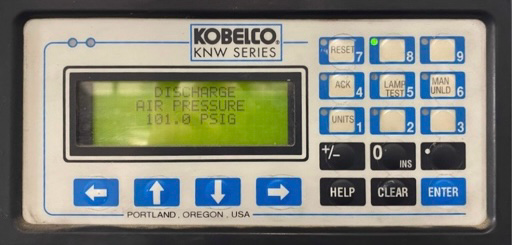 KOBELCO
KNW SERIES
DISCHARGE
AIR PRESSURE
101.0 PSIG
RESET 7
8
9
ACK 4
LAMP TEST 5
MAN UNLD 6
UNITS 1
2
3
+/-
0 INS
.
HELP
CLEAR
ENTER
PORTLAND, OREGON, USA